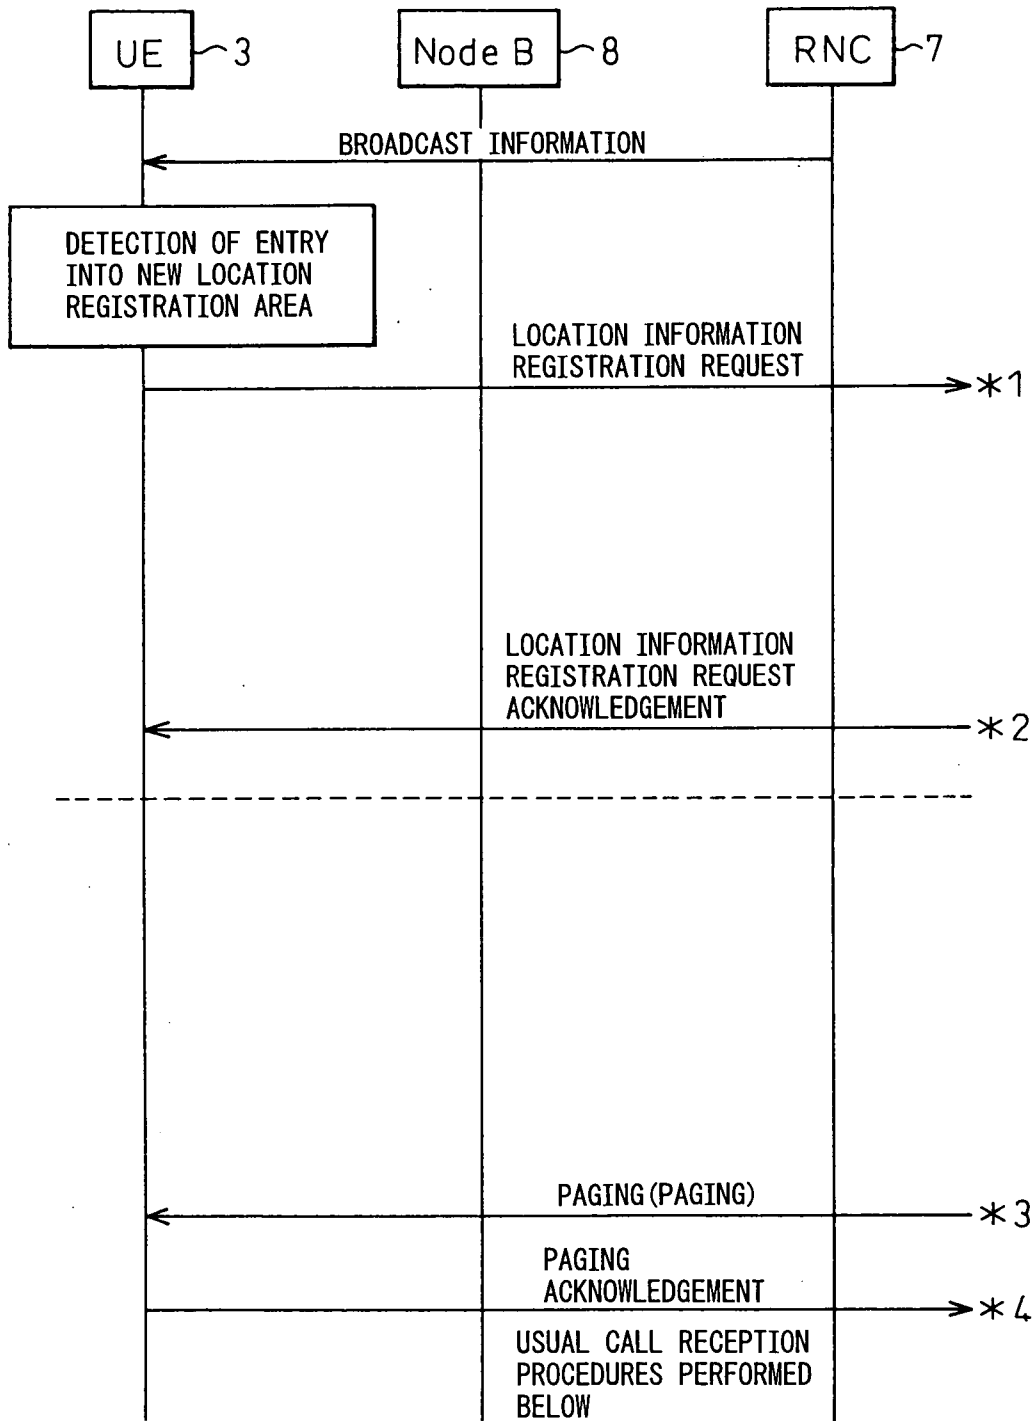 UE 3
Node B 8
RNC 7
BROADCAST INFORMATION
DETECTION OF ENTRY
INTO NEW LOCATION
REGISTRATION AREA
LOCATION INFORMATION
REGISTRATION REQUEST
*1
LOCATION INFORMATION
REGISTRATION REQUEST
ACKNOWLEDGEMENT
*2
PAGING(PAGING)
*3
PAGING
ACKNOWLEDGEMENT
*4
USUAL CALL RECEPTION
PROCEDURES PERFORMED
BELOW